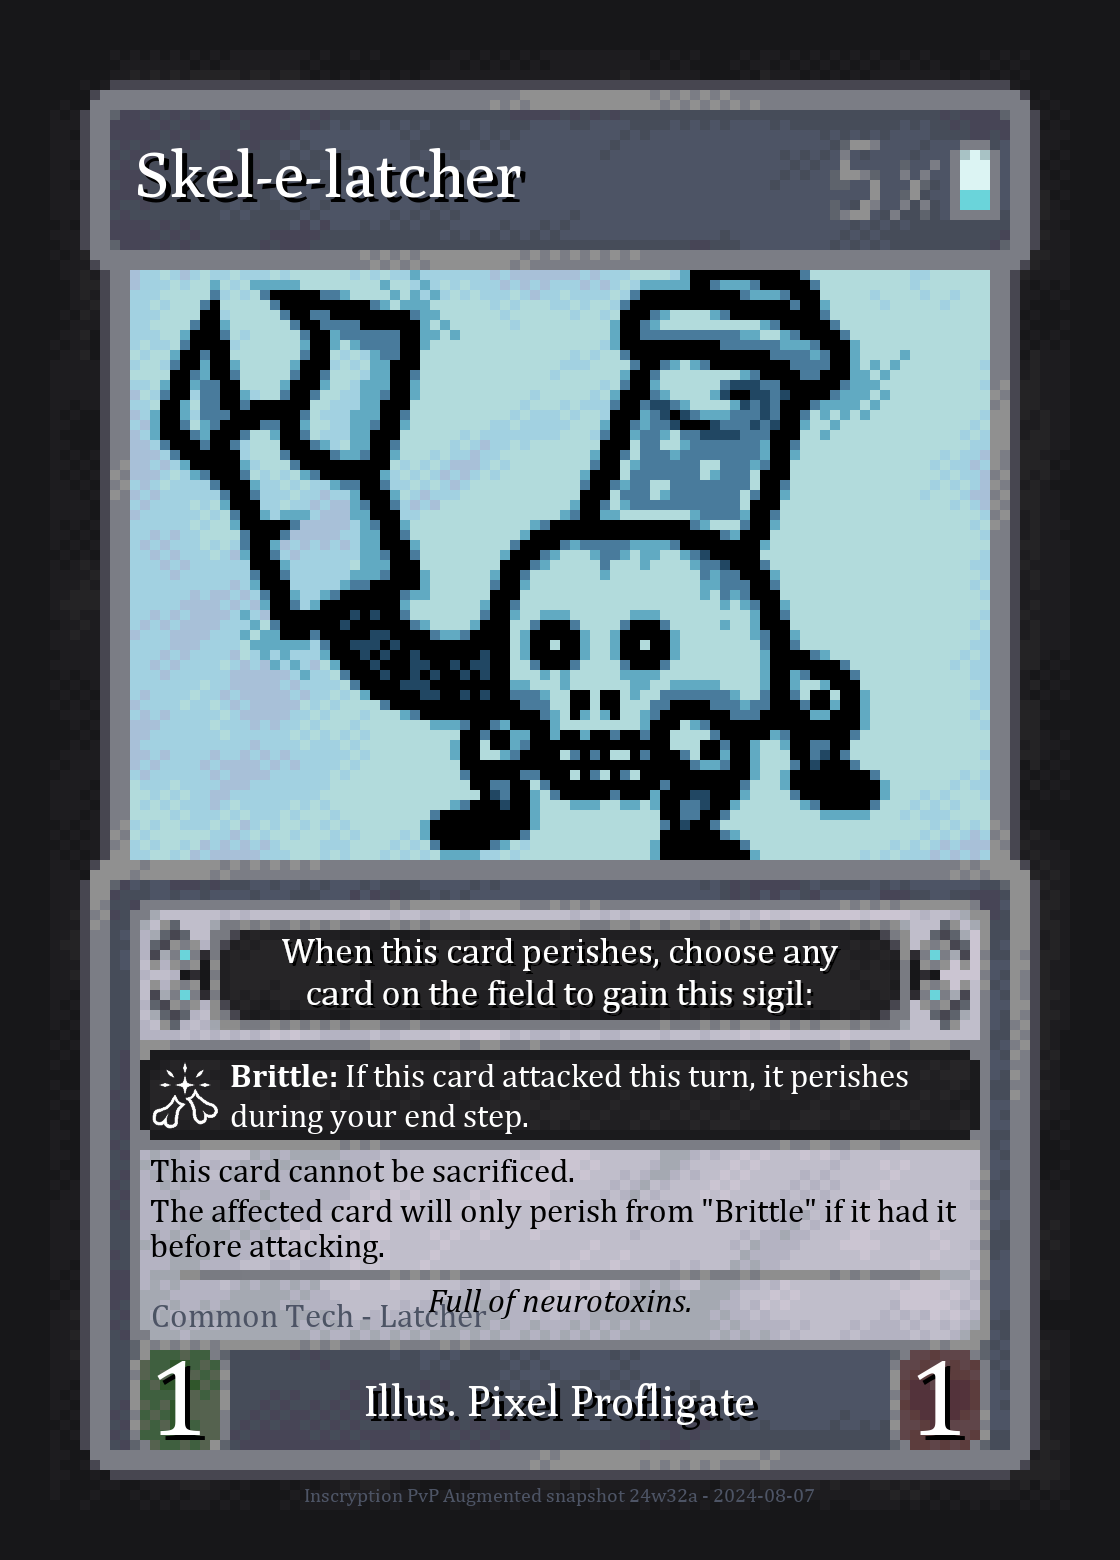 Skel-e-latcher
5x
When this card perishes, choose any
card on the field to gain this sigil:
Brittle: If this card attacked this turn, it perishes
during your end step.
This card cannot be sacrificed.
The affected card will only perish from "Brittle" if it had it
before attacking.
Full of neurotoxins.
Common Tech - Latcher
1
Illus. Pixel Profligate
1
Inscryption PvP Augmented snapshot 24w32a - 2024-08-07